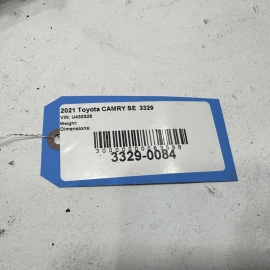 2021 Toyota CAMRY SE 3329
VIN: U433329
Weight:
Dimensions:
3329-0084